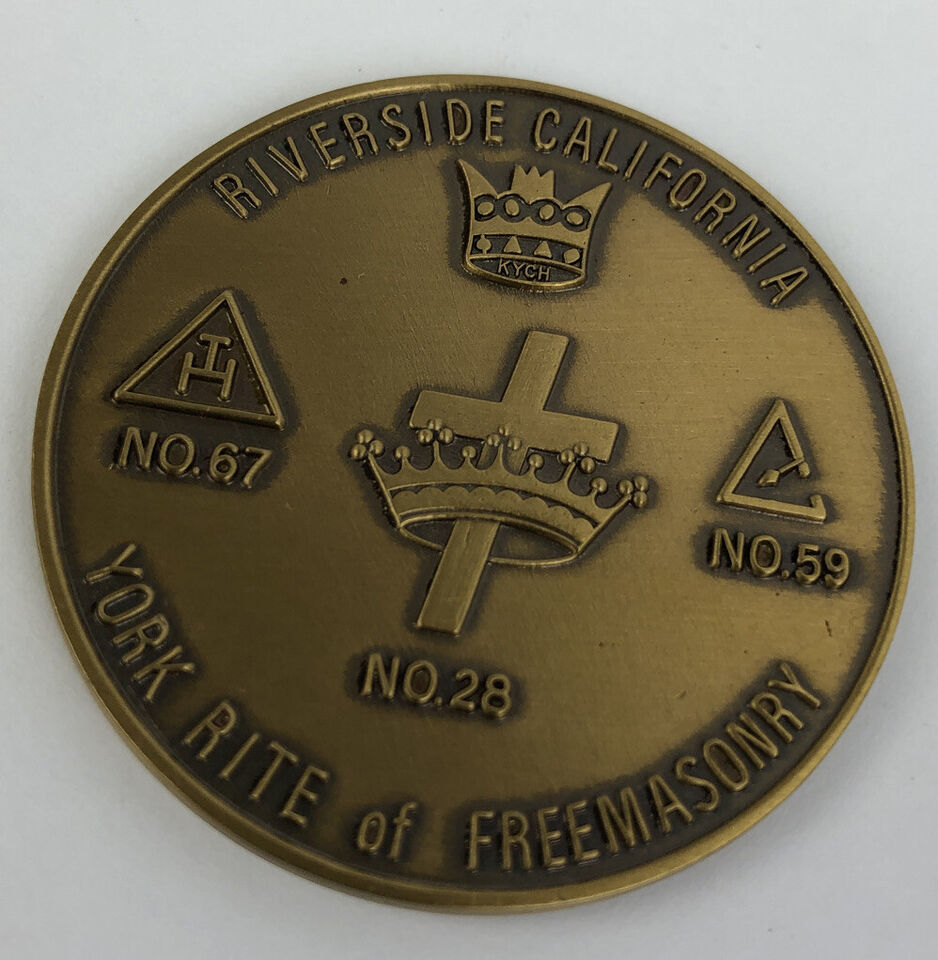 RIVERSIDE CALIFORNIA
KYCH
NO.67
NO.59
NO.28
YORK RITE of FREEMASONRY